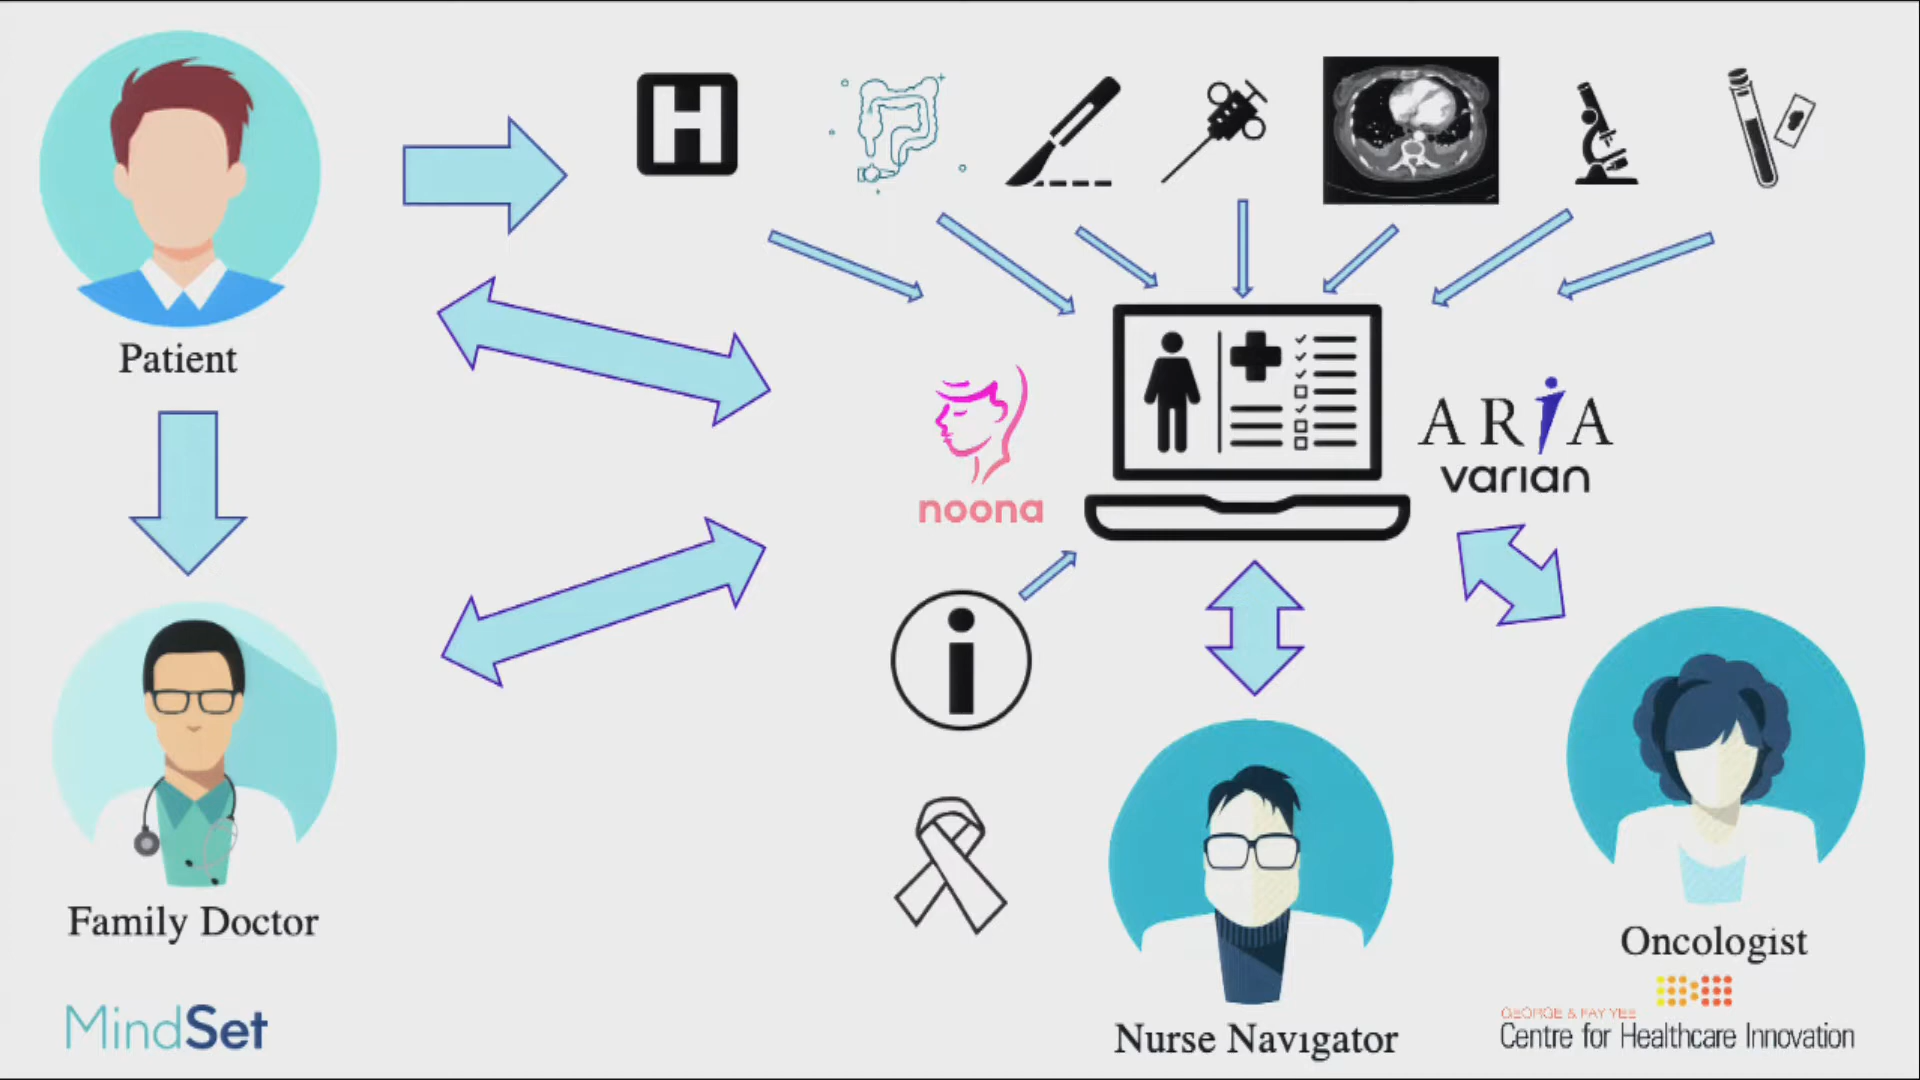 H
Patient
noona
ARiA
varian
Family Doctor
Oncologist
MindSet
Nurse Navigator
GEORGE & FAY YEE
Centre for Healthcare Innovation